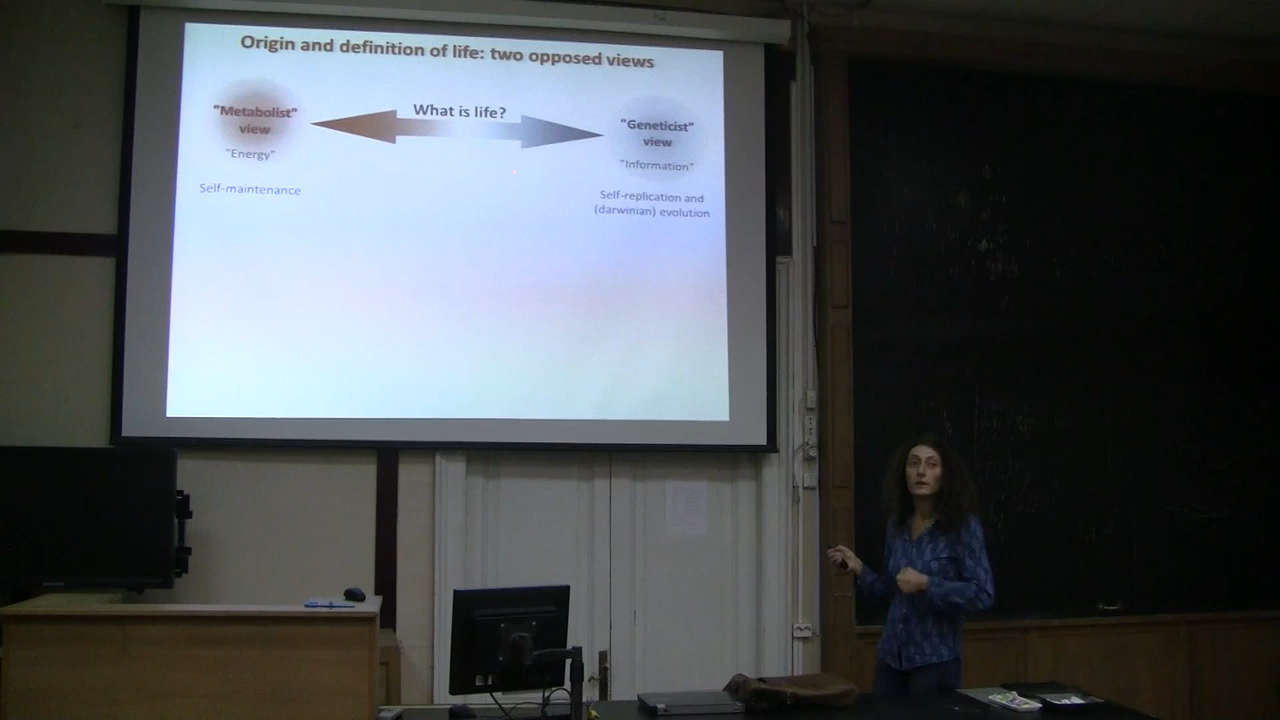 Origin and definition of life: two opposed views
"Metabolist"
view
"Energy"
Self-maintenance
What is life?
"Geneticist"
view
"Information"
Self-replication and
(darwinian) evolution